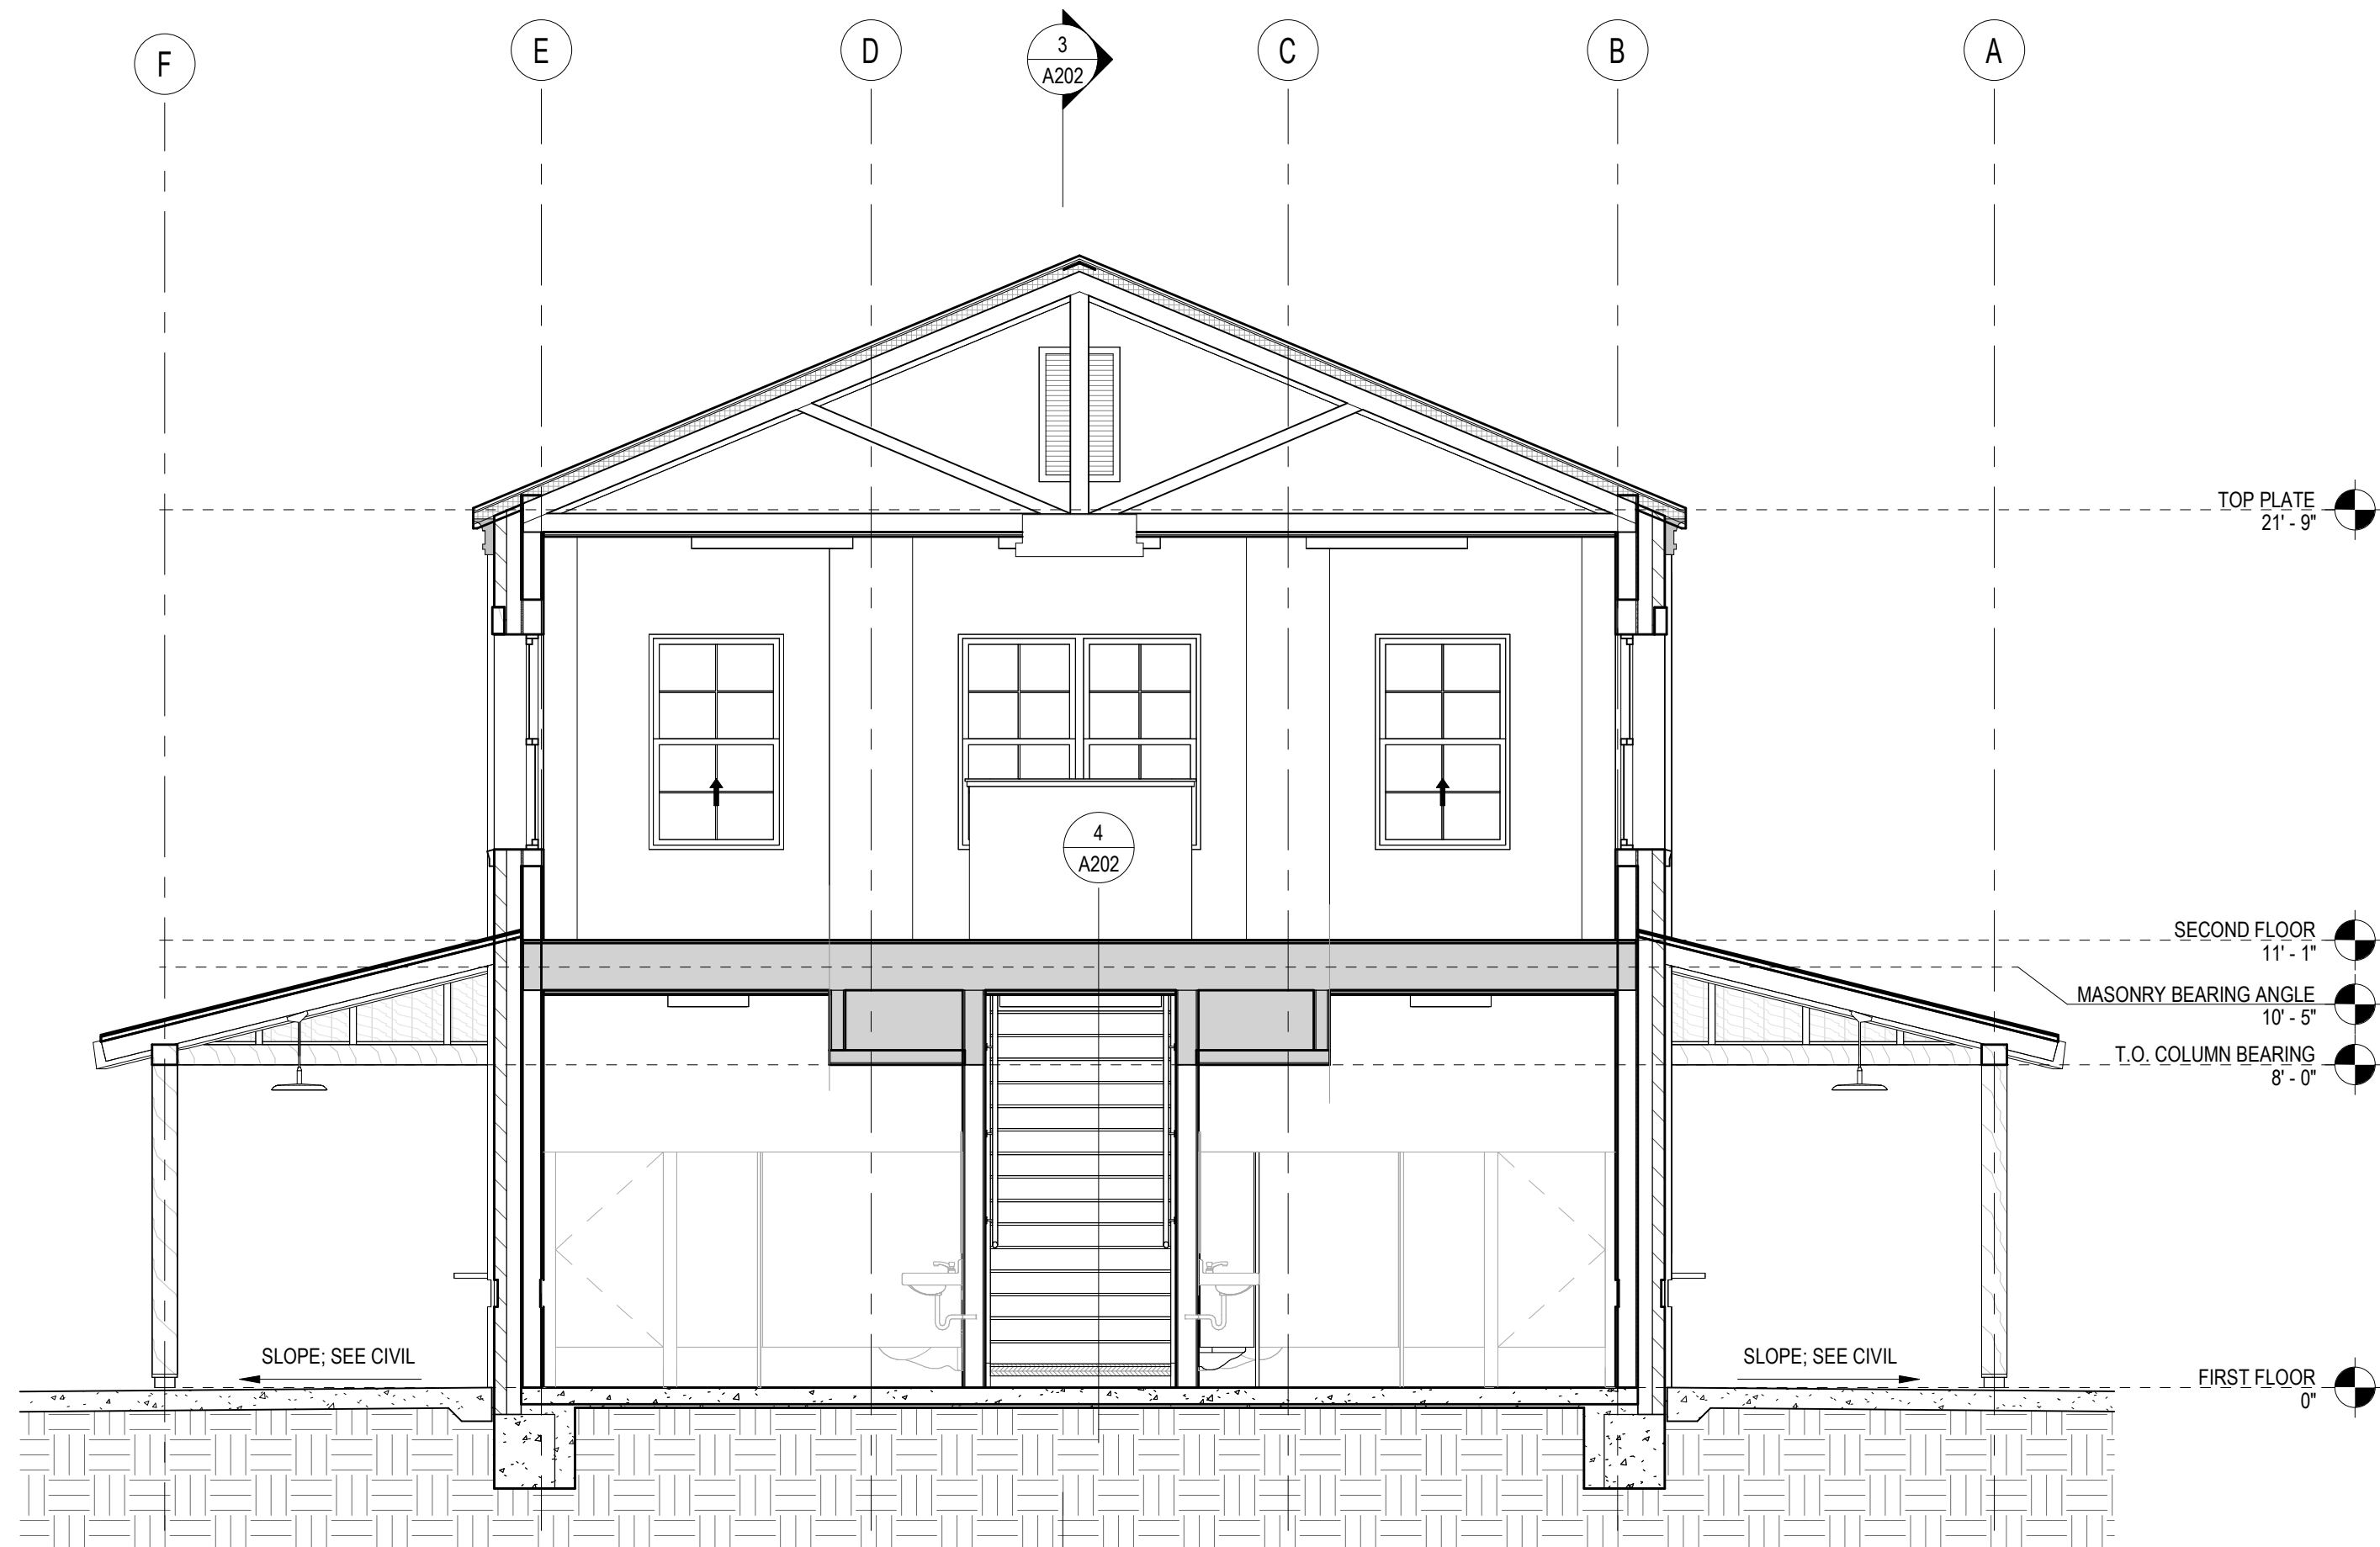 F
E
D
3
A202
C
B
A
TOP PLATE
21' - 9"
4
A202
SECOND FLOOR
11' - 1"
MASONRY BEARING ANGLE
10' - 5"
T.O. COLUMN BEARING
8' - 0"
SLOPE; SEE CIVIL
SLOPE; SEE CIVIL
FIRST FLOOR
0"